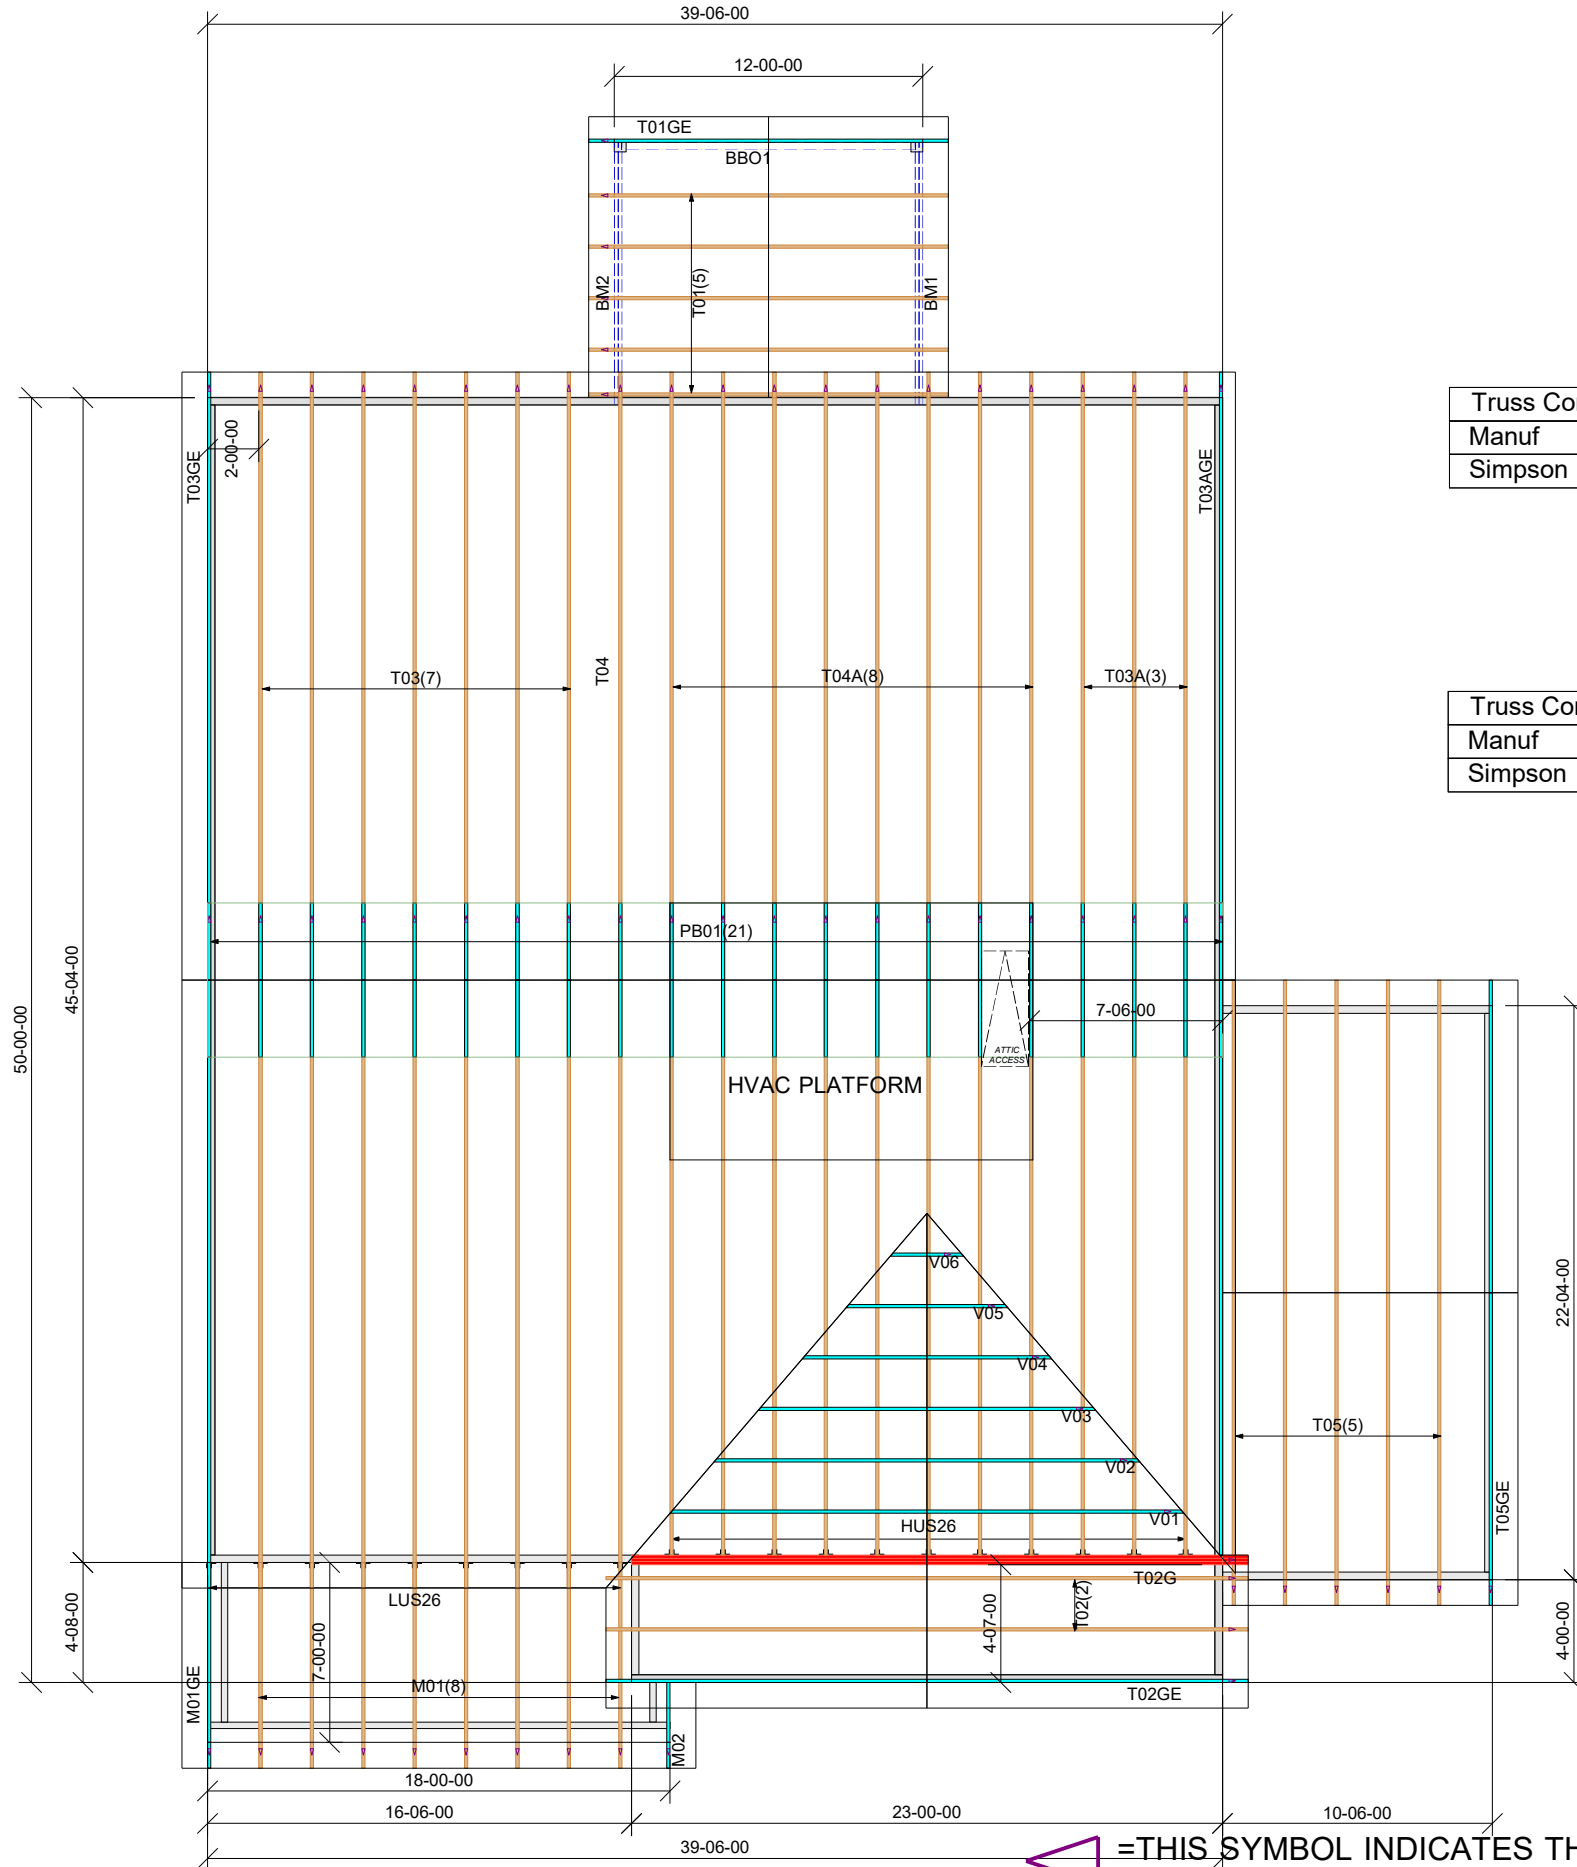 39-06-00
12-00-00
T01GE
BBO1
BM2
T01(5)
BM1
2-00-00
T03GE
T03AGE
Truss Co
Manuf
Simpson
T03(7)
T04
T04A(8)
T03A(3)
Truss Co
Manuf
Simpson
50-00-00
45-04-00
PB01(21)
7-06-00
ATTIC
ACCESS
HVAC PLATFORM
V06
V05
V04
V03
V02
V01
22-04-00
T05(5)
T05GE
HUS26
T02G
LUS26
4-08-00
7-00-00
4-07-00
T02(2)
4-00-00
M01GE
M01(8)
T02GE
M02
18-00-00
16-06-00
23-00-00
10-06-00
39-06-00
=THIS SYMBOL INDICATES